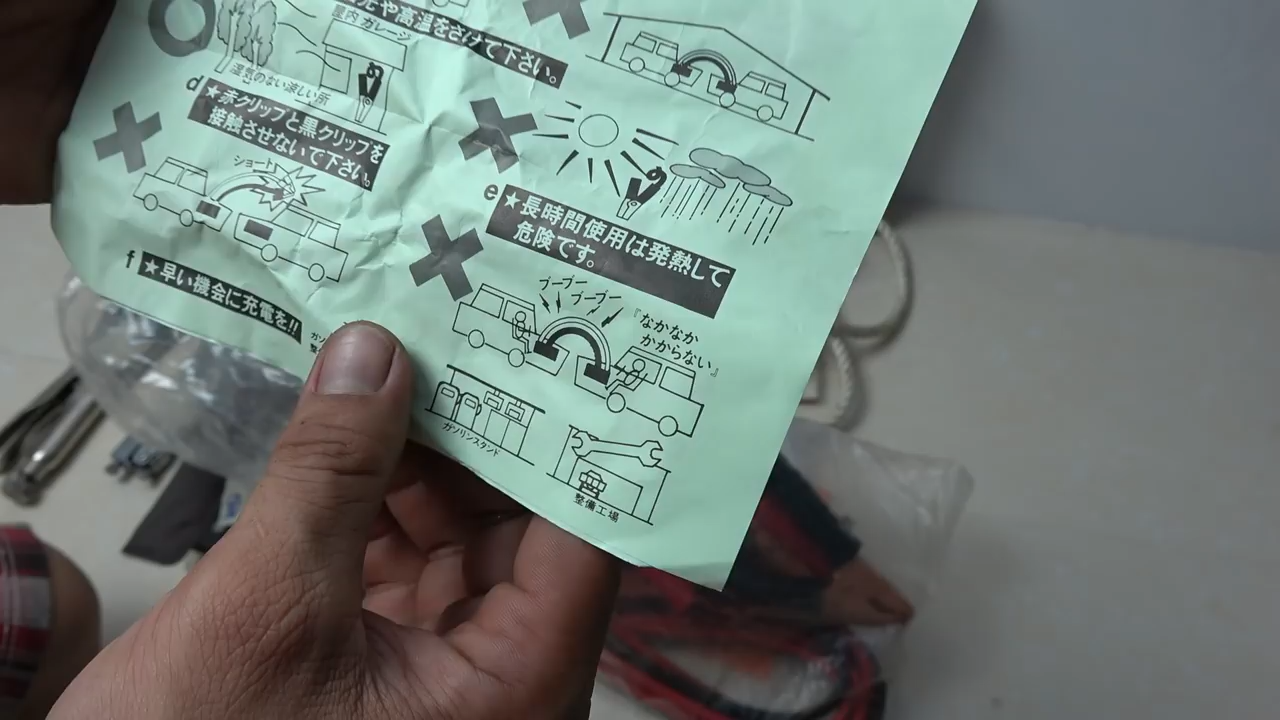 や高温をさけて下さい。
屋内ガレージ
湿気のない涼しい所
d
★赤クリップと黒クリップを
接触させないで下さい。
ショート
e
★長時間使用は発熱して
危険です。
ブーブー
ブーブー
『なかなか
かからない』
f
★早い機会に充電を!!
ガソリンスタンド
整備工場